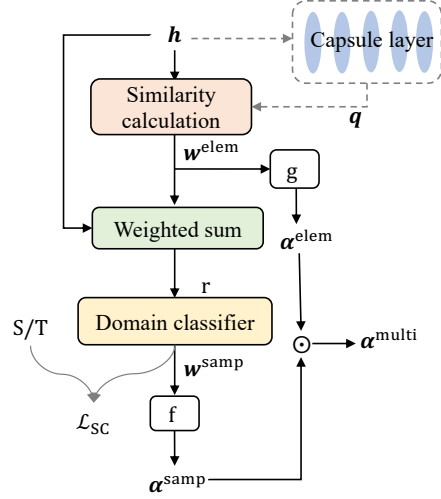 h
Capsule layer
Similarity
calculation
q
w^elem
g
Weighted sum
α^elem
r
S/T
Domain classifier
α^multi
w^samp
ℒ_SC
f
α^samp